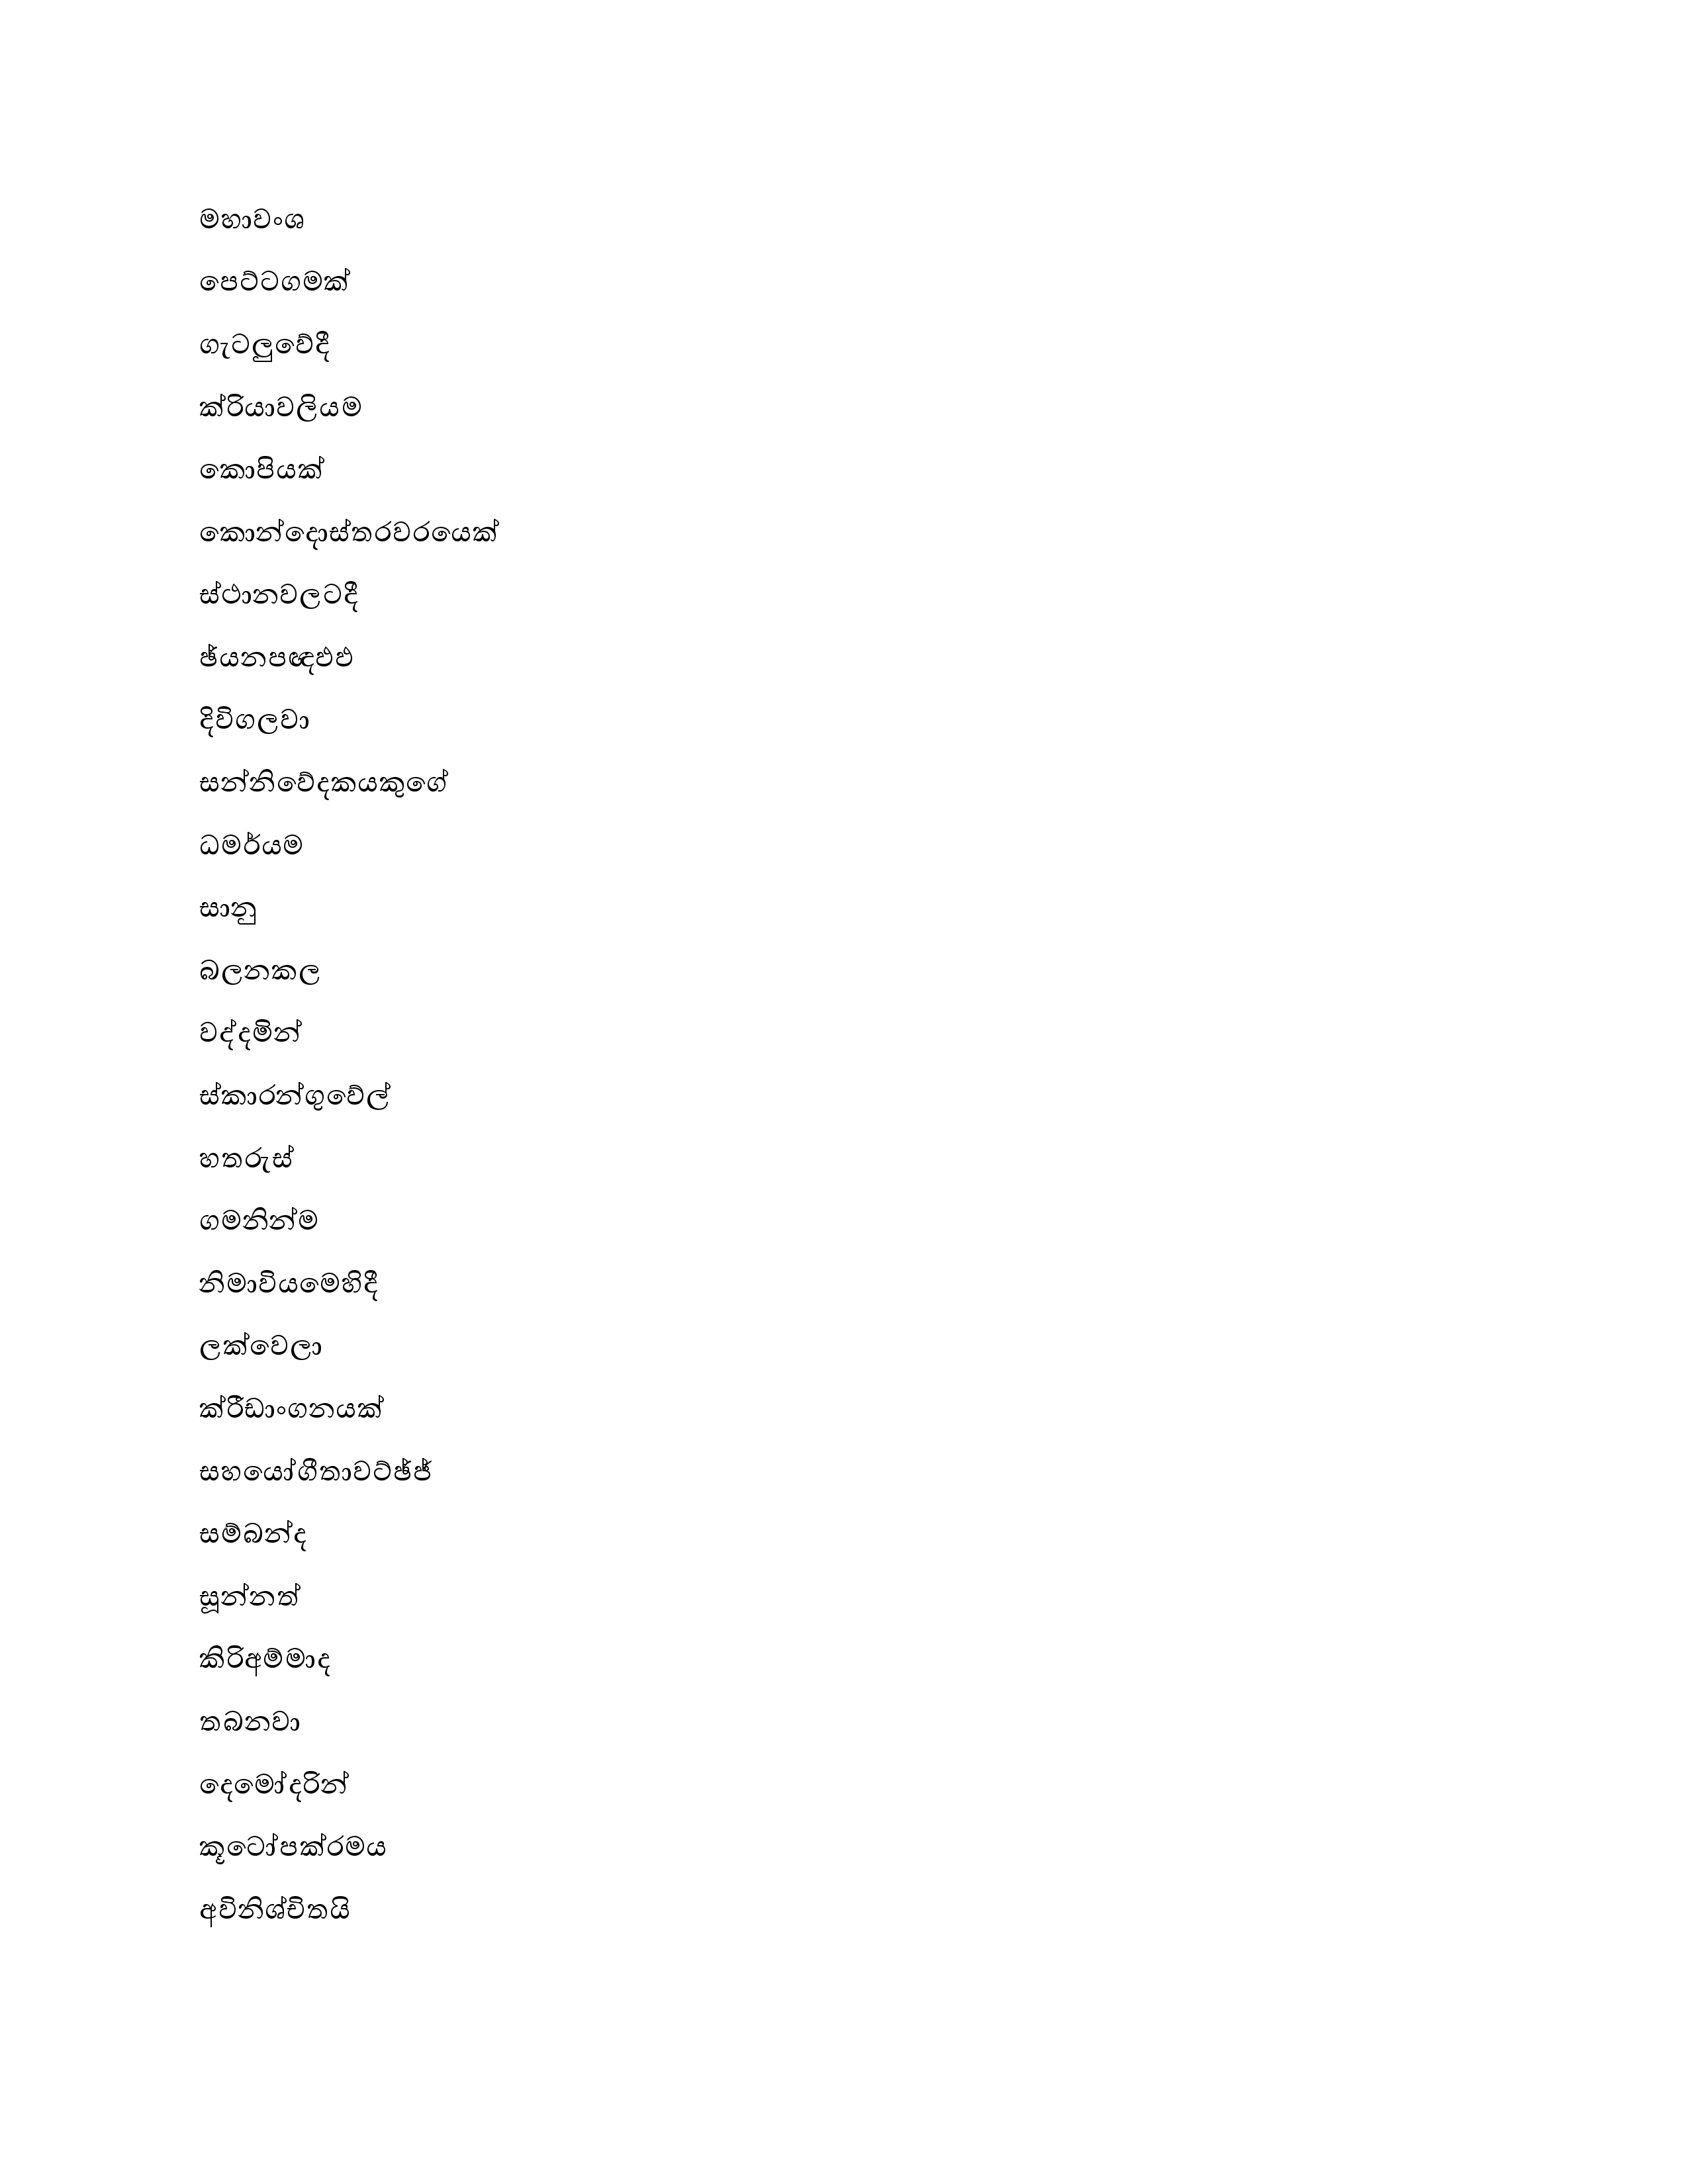 මහාවංශ
පෙට්ටගමක්
ගැටලුවේදී
ක්රියාවලියම
කොපියක්
කොන්දොස්තරවරයෙක්
ස්ථානවලටදී
ඡ්යනපඥඑඑ
දිවිගලවා
සන්නිවේදකයකුගේ
ධමර්යම
සානු
බලනකල
වද්දමින්
ස්කාරන්ගුවේල්
හතරුස්
ගමනින්ම
නිමාවියමෙහිදී
ලක්වෙලා
ක්රීඩාංගනයක්
සහයෝගීතාවට්ඡ්ජ්
සම්බන්ද
සූන්නත්
කිරිඅම්මාද
තබනවා
දෙමෝදරින්
කූටෝපක්රමය
අවිනිශ්චිතයි